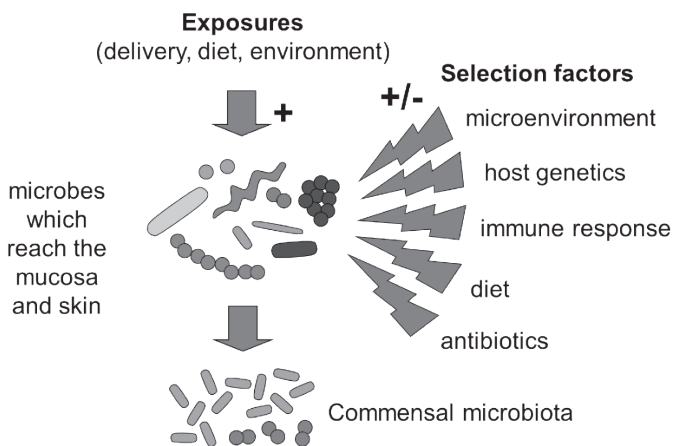 Exposures
(delivery, diet, environment)
+
+/-
Selection factors
microenvironment
host genetics
immune response
diet
antibiotics
microbes
which
reach the
mucosa
and skin
Commensal microbiota